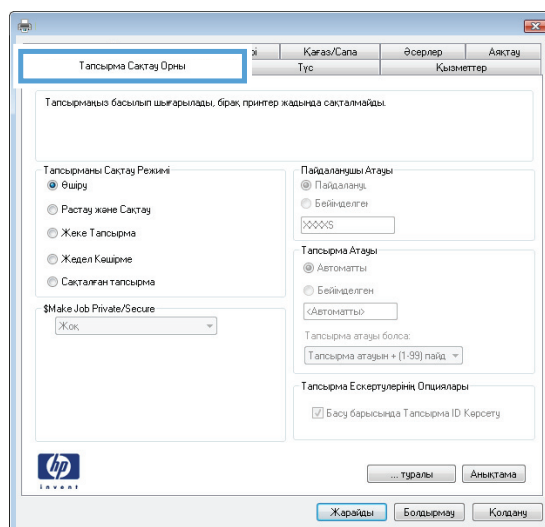 Қағаз/Сапа
Әсерлер
Аяқтау
Тапсырма Сақтау Орны
Түс
Қызметтер
Тапсырмаңыз басылып шығарылады, бірақ принтер жадында сақталмайды.
Тапсырманы Сақтау Режимі
Өшіру
Растау және Сақтау
Жеке Тапсырма
Жедел Көшірме
Сақталған тапсырма
$Make Job Private/Secure
Жоқ
Пайдаланушы Атауы
Пайдалануц
Бейімделген
XXXXS
Тапсырма Атауы
Автоматты
Бейімделген
<Автоматты>
Тапсырма атауы болса:
Тапсырма атауын + (1-99) пайд
Тапсырма Ескертулерінің Опциялары
Басу барысында Тапсырма ID Көрсету
hp
invent
... туралы
Анықтама
Жарайды
Болдырмау
Қолдану